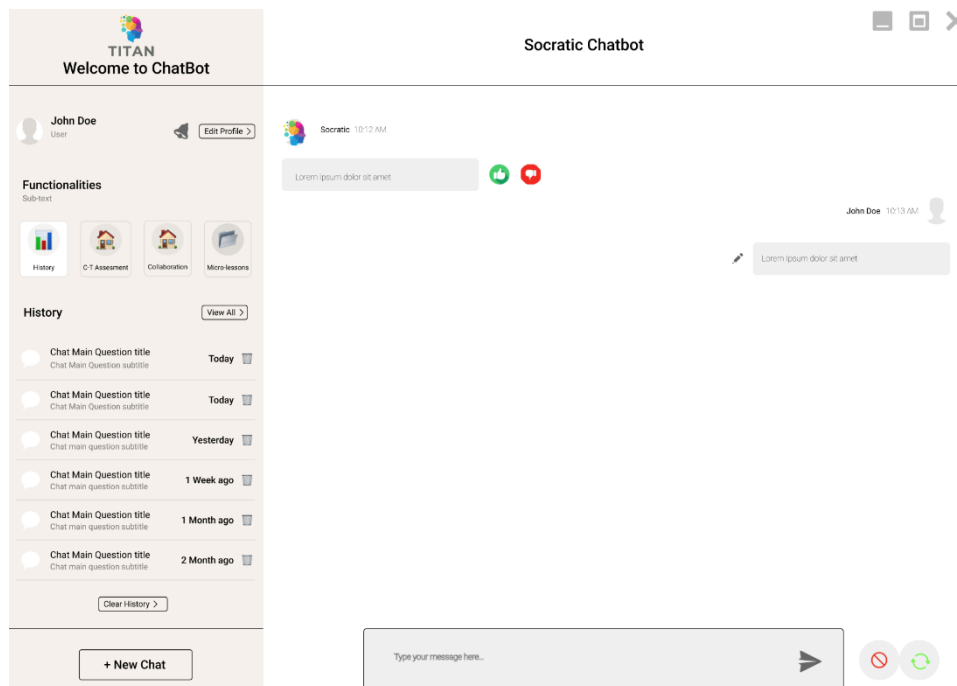 TITAN
Welcome to ChatBot
Socratic Chatbot
John Doe
User
Edit Profile >
Functionalities
Sub-text
History
C-T Assesment
Collaboration
Micro-lessons
History
View All >
Chat Main Question title
Chat Main Question subtitle
Today
Chat Main Question title
Chat Main Question subtitle
Today
Chat Main Question title
Chat main question subtitle
Yesterday
Chat Main Question title
Chat main question subtitle
1 Week ago
Chat Main Question title
Chat main question subtitle
1 Month ago
Chat Main Question title
Chat main question subtitle
2 Month ago
Clear History >
+ New Chat
Socratic 10:12 AM
Lorem ipsum dolor sit amet
John Doe 10:13 AM
Lorem ipsum dolor sit amet
Type your message here...